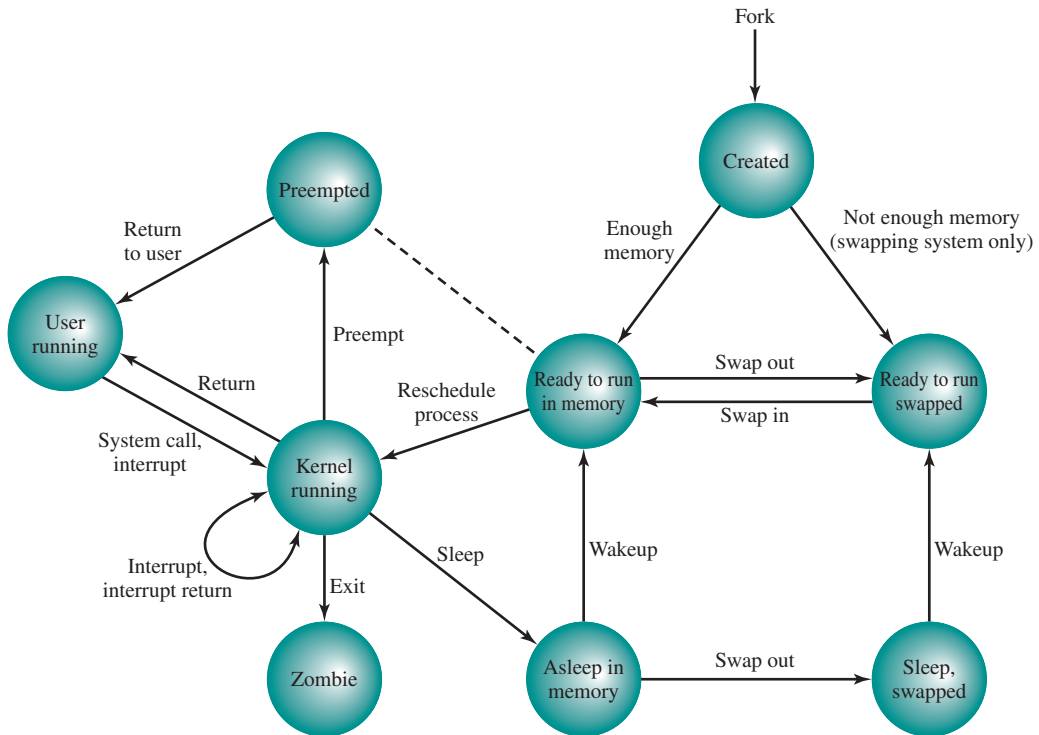 Fork
Created
Preempted
Return
to user
Enough
memory
Not enough memory
(swapping system only)
User
running
Preempt
Return
Reschedule
process
Ready to run
in memory
Swap out
Swap in
Ready to run
swapped
System call,
interrupt
Kernel
running
Interrupt,
interrupt return
Sleep
Wakeup
Wakeup
Exit
Zombie
Asleep in
memory
Swap out
Sleep,
swapped